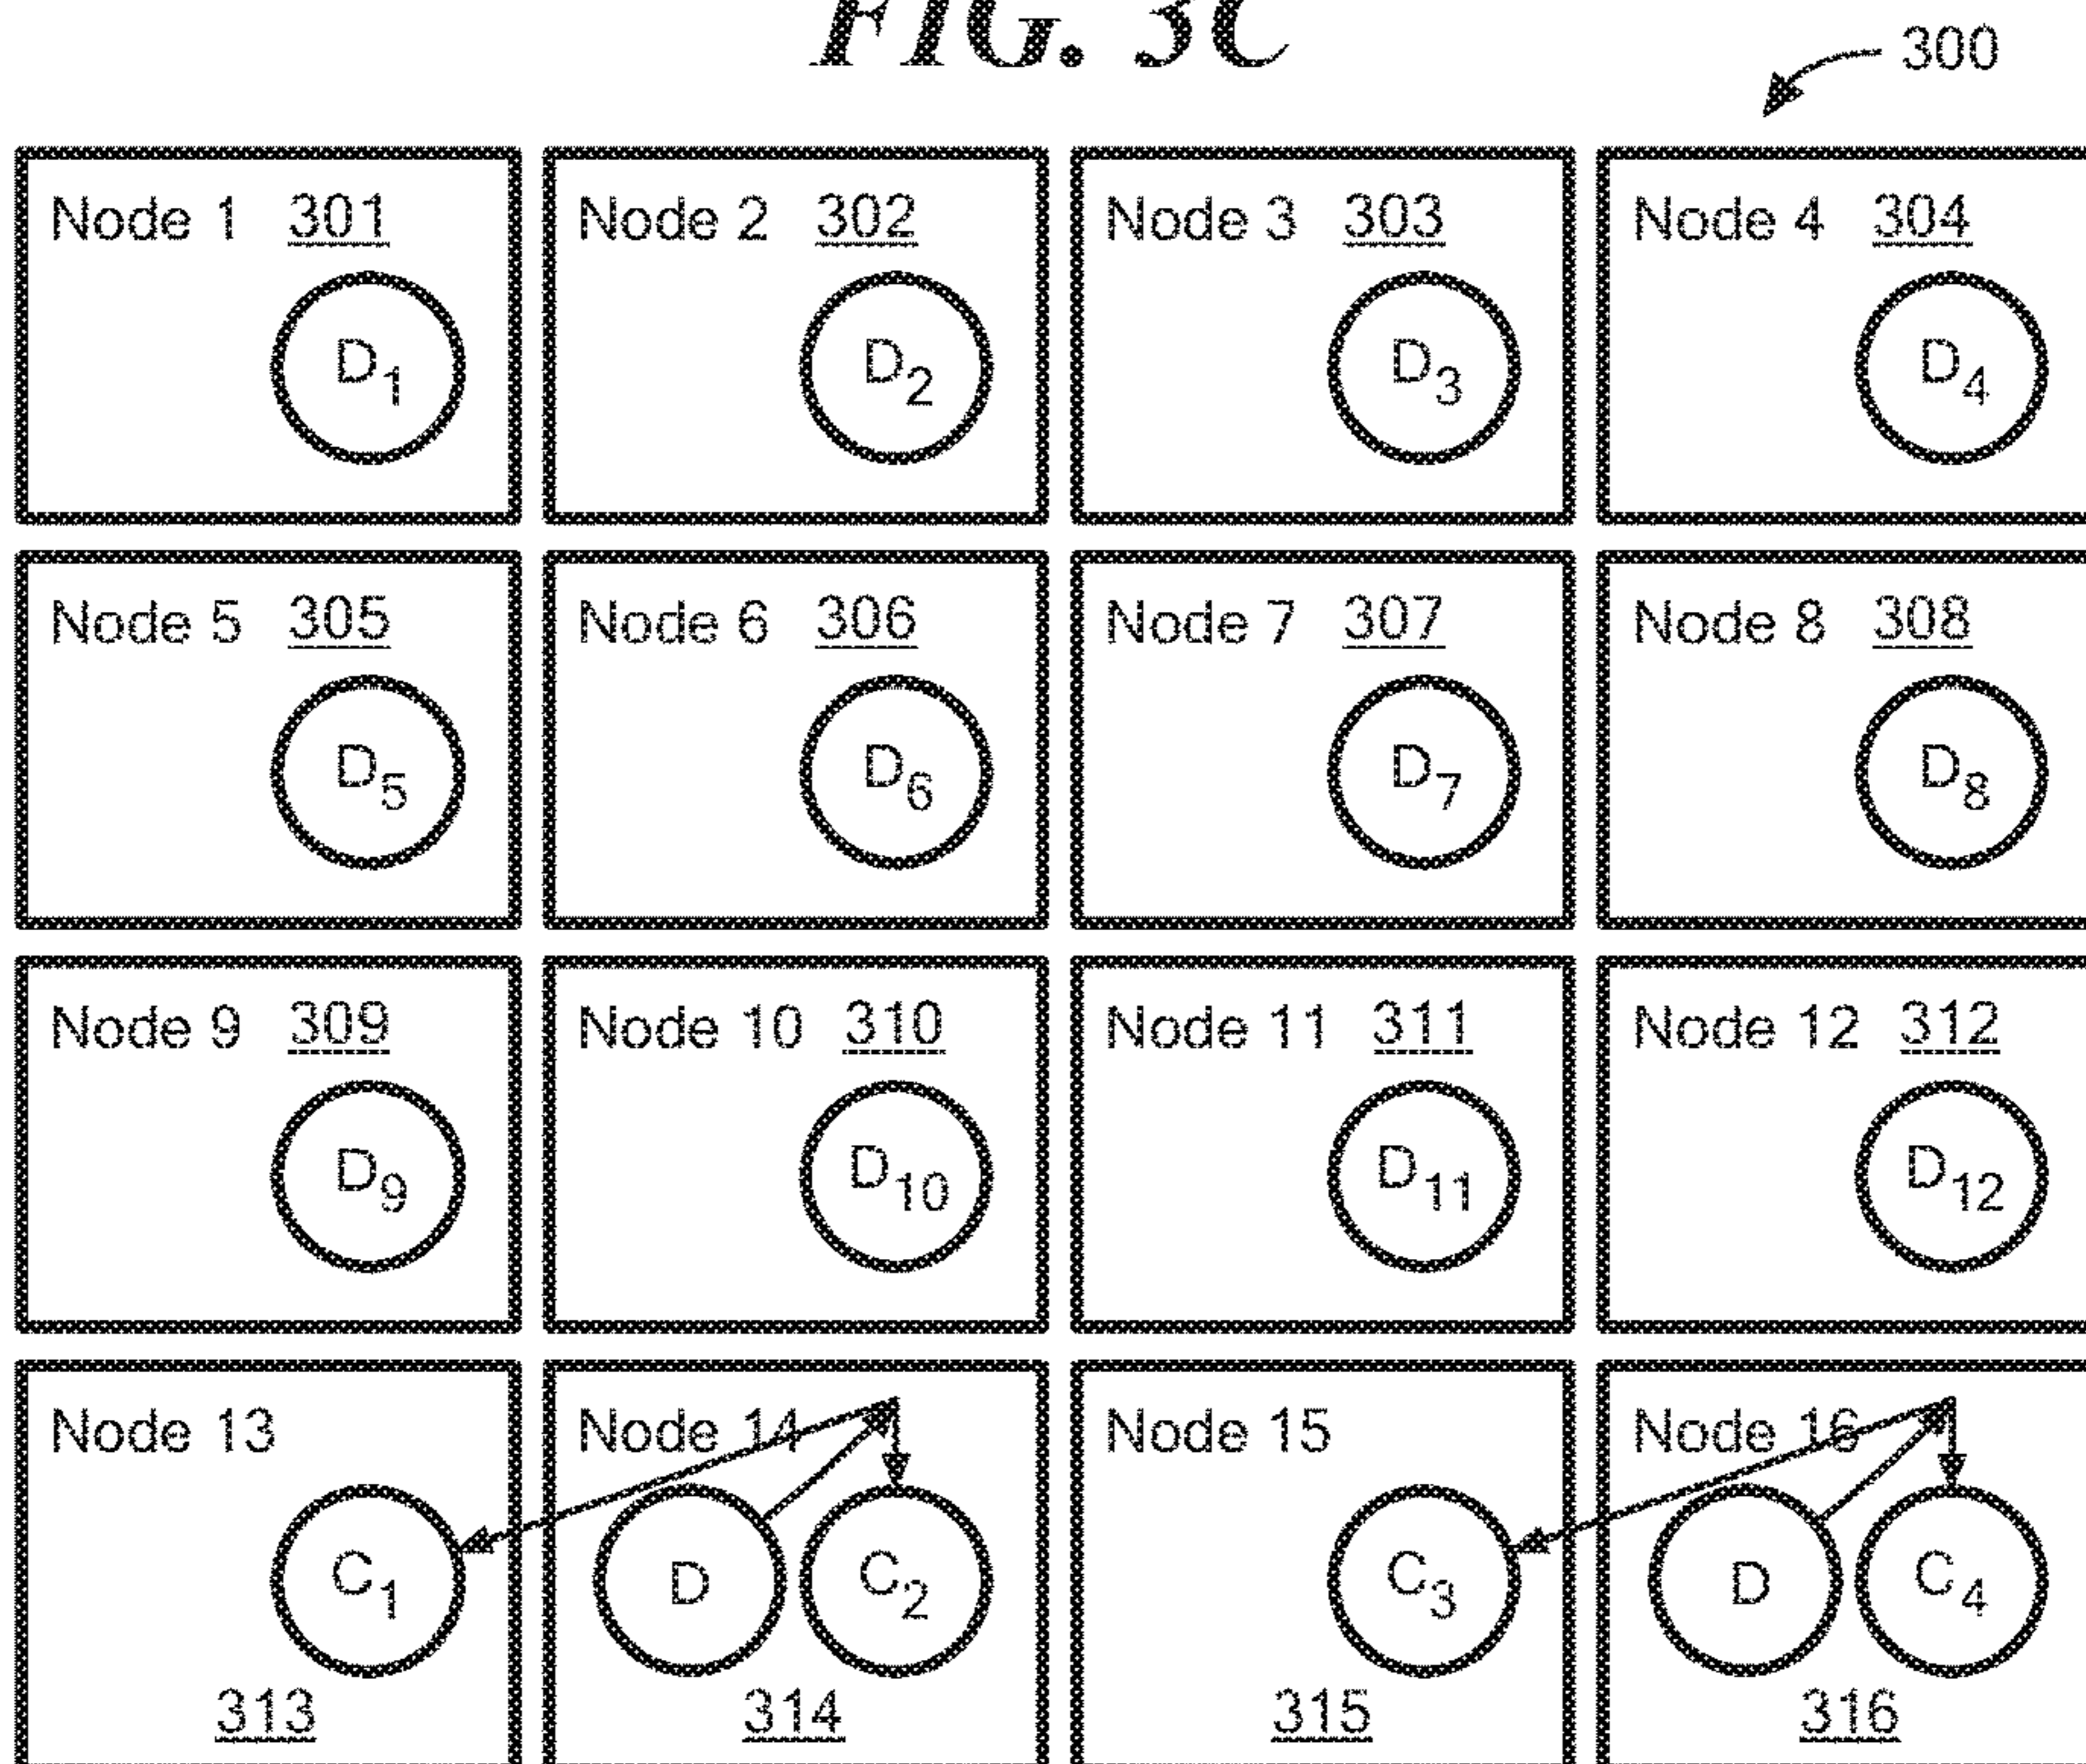 FIG. 3C
300
Node 1 301 Node 2 302 Node 3 303 Node 4 304
D1 D2 D3 D4
Node 5 305 Node 6 306 Node 7 307 Node 8 308
D5 D6 D7 D8
Node 9 309 Node 10 310 Node 11 311 Node 12 312
D9 D10 D11 D12
Node 13 Node 14 Node 15 Node 16
C1 D C2 C3 D C4
313 314 315 316